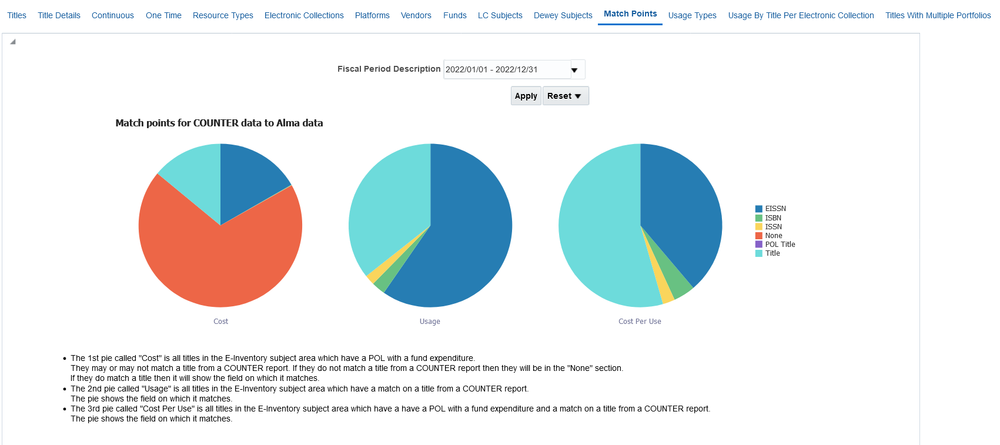 Titles Title Details Continuous One Time Resource Types Electronic Collections Platforms Vendors Funds LC Subjects Dewey Subjects Match Points Usage Types Usage By Title Per Electronic Collection Titles With Multiple Portfolios
Fiscal Period Description 2022/01/01 - 2022/12/31
Apply Reset
Match points for COUNTER data to Alma data
EISSN
ISBN
ISSN
None
POL Title
Title
Cost Usage Cost Per Use
• The 1st pie called "Cost" is all titles in the E-Inventory subject area which have a POL with a fund expenditure.
They may or may not match a title from a COUNTER report. If they do not match a title from a COUNTER report then they will be in the "None" section.
If they do match a title then it will show the field on which it matches.
• The 2nd pie called "Usage" is all titles in the E-Inventory subject area which have a match on a title from a COUNTER report.
The pie shows the field on which it matches.
• The 3rd pie called "Cost Per Use" is all titles in the E-Inventory subject area which have a have a POL with a fund expenditure and a match on a title from a COUNTER report.
The pie shows the field on which it matches.